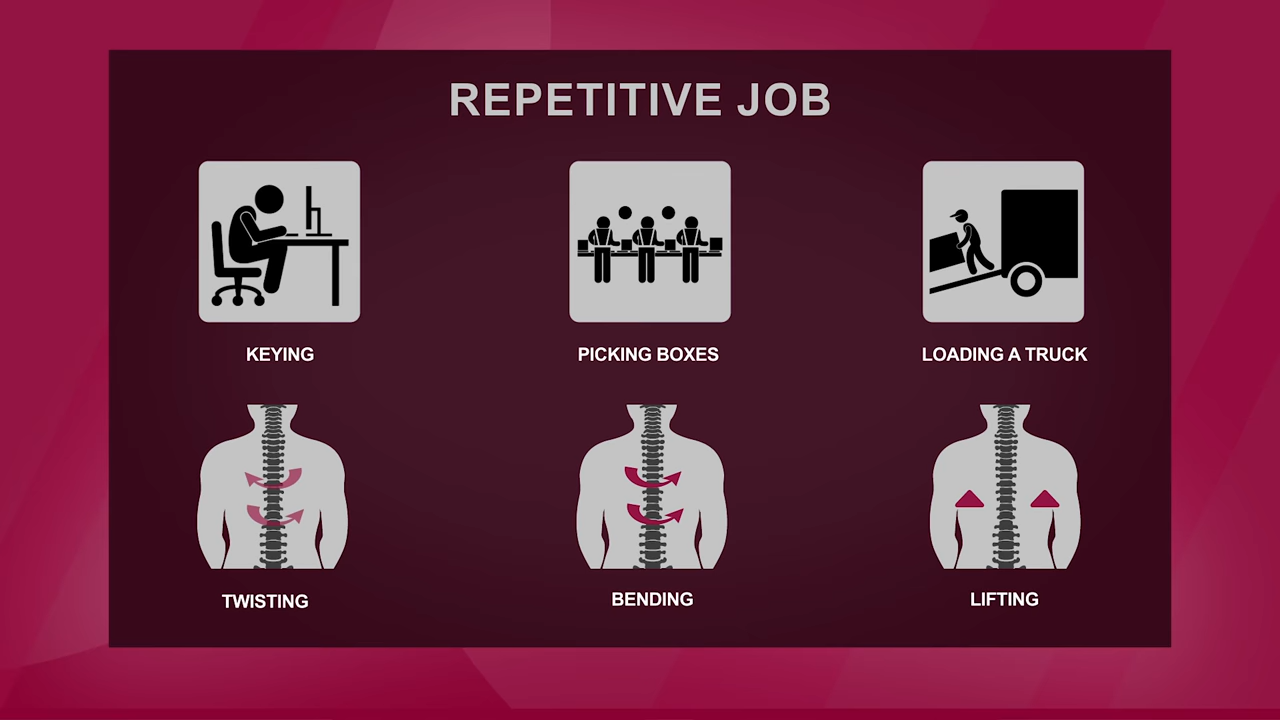 REPETITIVE JOB
KEYING
PICKING BOXES
LOADING A TRUCK
TWISTING
BENDING
LIFTING